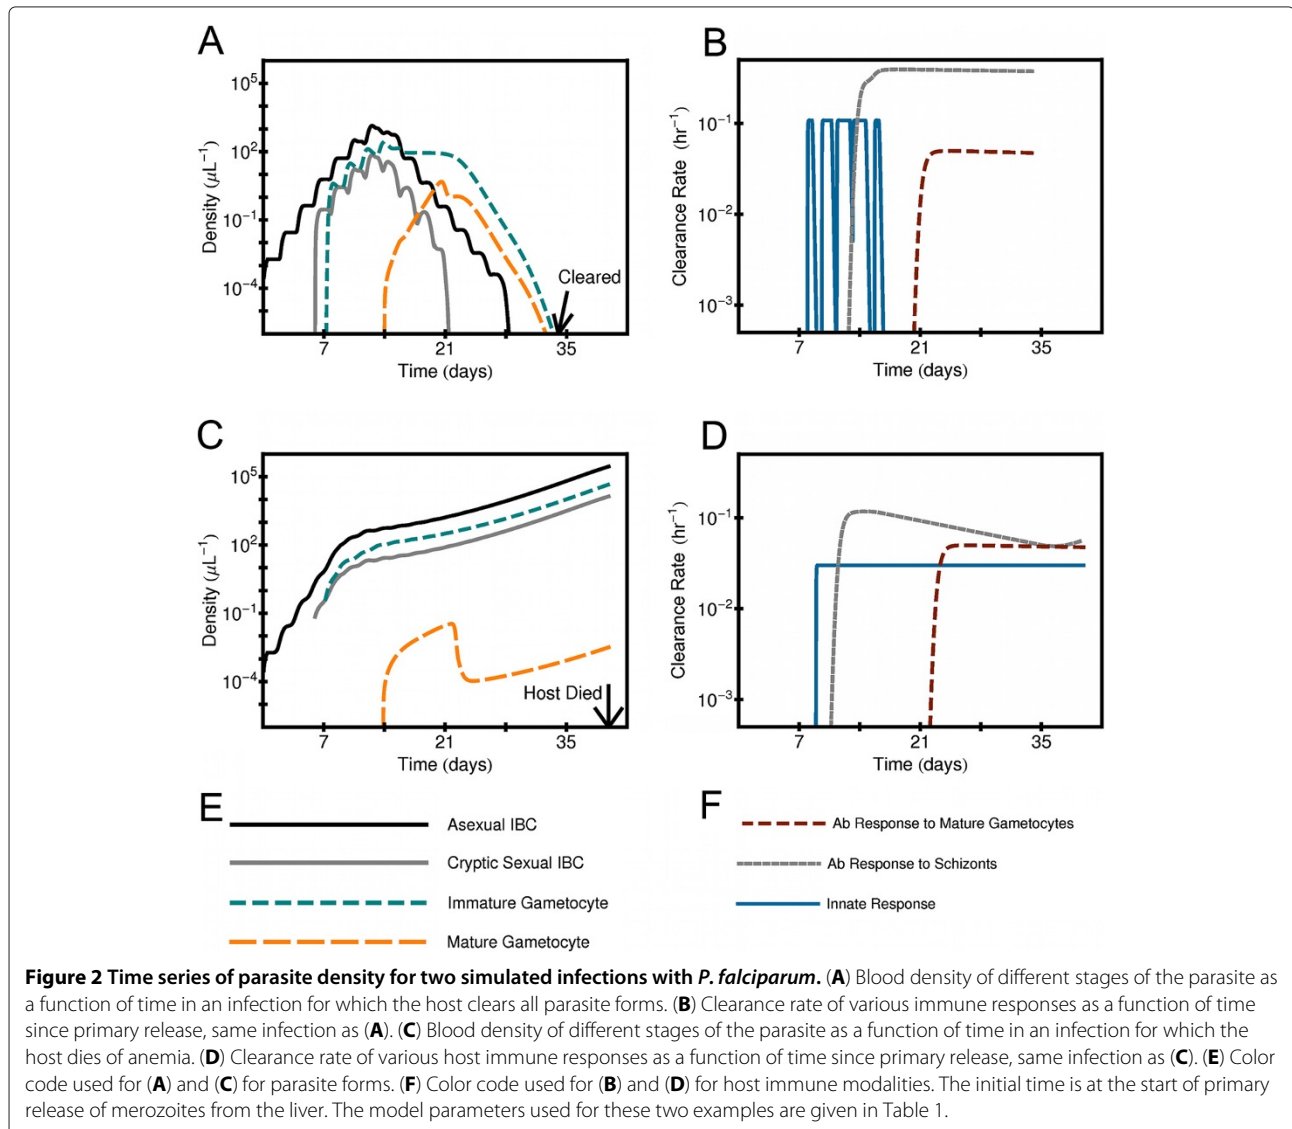 A
Density (μL⁻¹)
10⁵
10²
10⁻¹
10⁻⁴
Cleared
7
21
35
Time (days)
B
Clearance Rate (hr⁻¹)
10⁻¹
10⁻²
10⁻³
7
21
35
Time (days)
C
Density (μL⁻¹)
10⁵
10²
10⁻¹
10⁻⁴
Host Died
7
21
35
Time (days)
D
Clearance Rate (hr⁻¹)
10⁻¹
10⁻²
10⁻³
7
21
35
Time (days)
E
Asexual IBC
Cryptic Sexual IBC
Immature Gametocyte
Mature Gametocyte
F
Ab Response to Mature Gametocytes
Ab Response to Schizonts
Innate Response
Figure 2 Time series of parasite density for two simulated infections with P. falciparum. (A) Blood density of different stages of the parasite as
a function of time in an infection for which the host clears all parasite forms. (B) Clearance rate of various immune responses as a function of time
since primary release, same infection as (A). (C) Blood density of different stages of the parasite as a function of time in an infection for which the
host dies of anemia. (D) Clearance rate of various host immune responses as a function of time since primary release, same infection as (C). (E) Color
code used for (A) and (C) for parasite forms. (F) Color code used for (B) and (D) for host immune modalities. The initial time is at the start of primary
release of merozoites from the liver. The model parameters used for these two examples are given in Table 1.